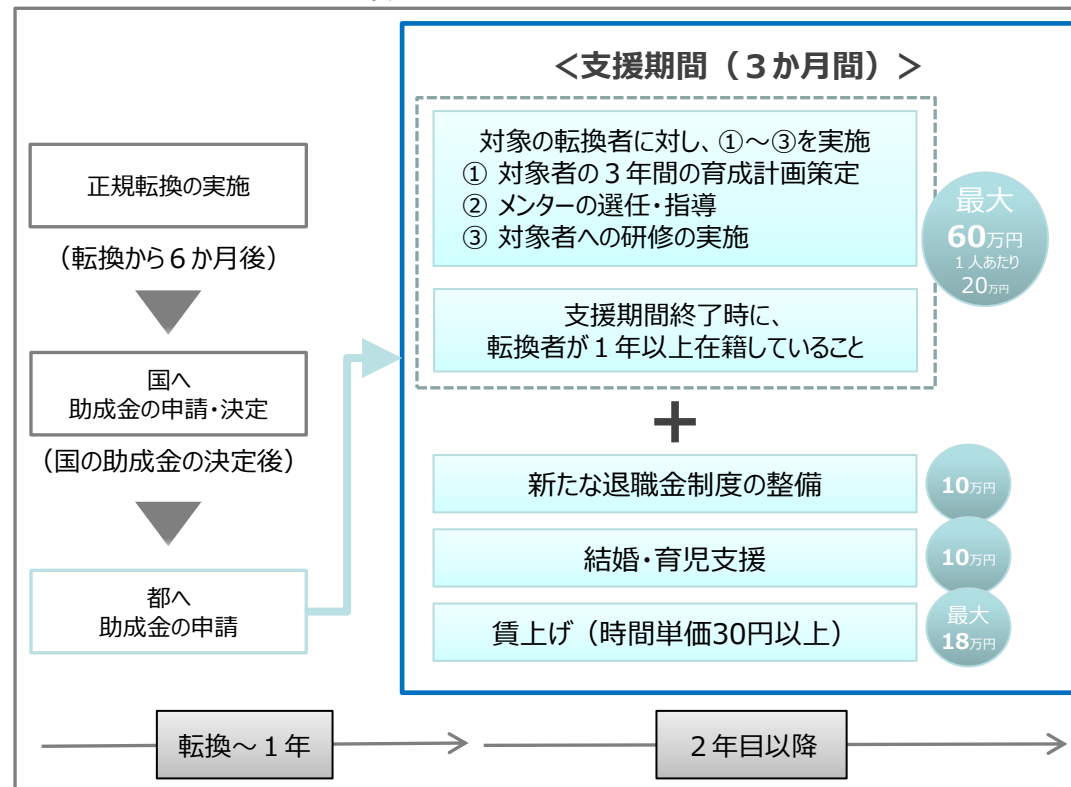 正規転換の実施
（転換から６か月後）
国へ
助成金の申請・決定
（国の助成金の決定後）
都へ
助成金の申請
＜支援期間（３か月間）＞
対象の転換者に対し、①～③を実施
① 対象者の３年間の育成計画策定
② メンターの選任・指導
③ 対象者への研修の実施
最大
60万円
１人あたり
20万円
支援期間終了時に、
転換者が１年以上在籍していること
＋
新たな退職金制度の整備
10万円
結婚・育児支援
10万円
賃上げ（時間単価30円以上）
最大
18万円
転換～１年
２年目以降